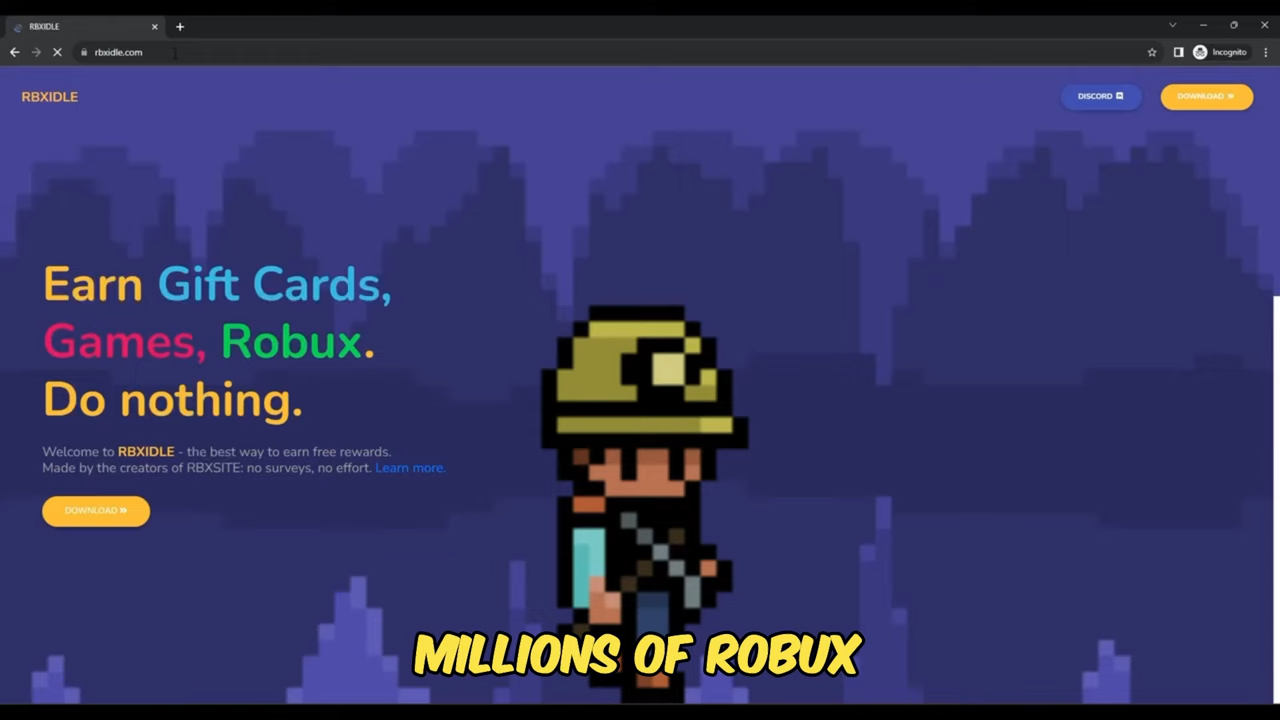 RBXIDLE
rbxidle.com
Incognito
RBXIDLE
DISCORD
DOWNLOAD »
Earn Gift Cards,
Games, Robux.
Do nothing.
Welcome to RBXIDLE - the best way to earn free rewards.
Made by the creators of RBXSITE: no surveys, no effort. Learn more.
DOWNLOAD »
MILLIONS OF ROBUX